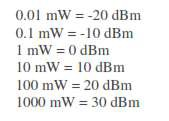 0.01 mW = -20 dBm
0.1 mW = -10 dBm
1 mW = 0 dBm
10 mW = 10 dBm
100 mW = 20 dBm
1000 mW = 30 dBm